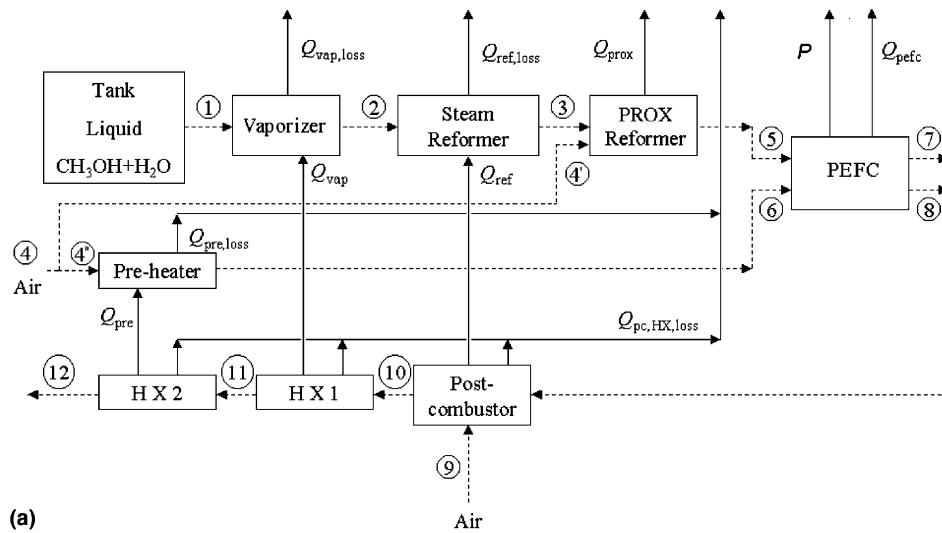 Q_vap,loss
Q_ref,loss
Q_prox
P
Q_pefc
Tank
Liquid
CH₃OH+H₂O
①
Vaporizer
②
Steam
Reformer
③
PROX
Reformer
④'
⑤
PEFC
⑦
⑥
⑧
Q_vap
Q_ref
④
Air
④"
Q_pre,loss
Pre-heater
Q_pre
Q_pc,HX,loss
⑫
H X 2
⑪
H X 1
⑩
Post-
combustor
⑨
Air
(a)